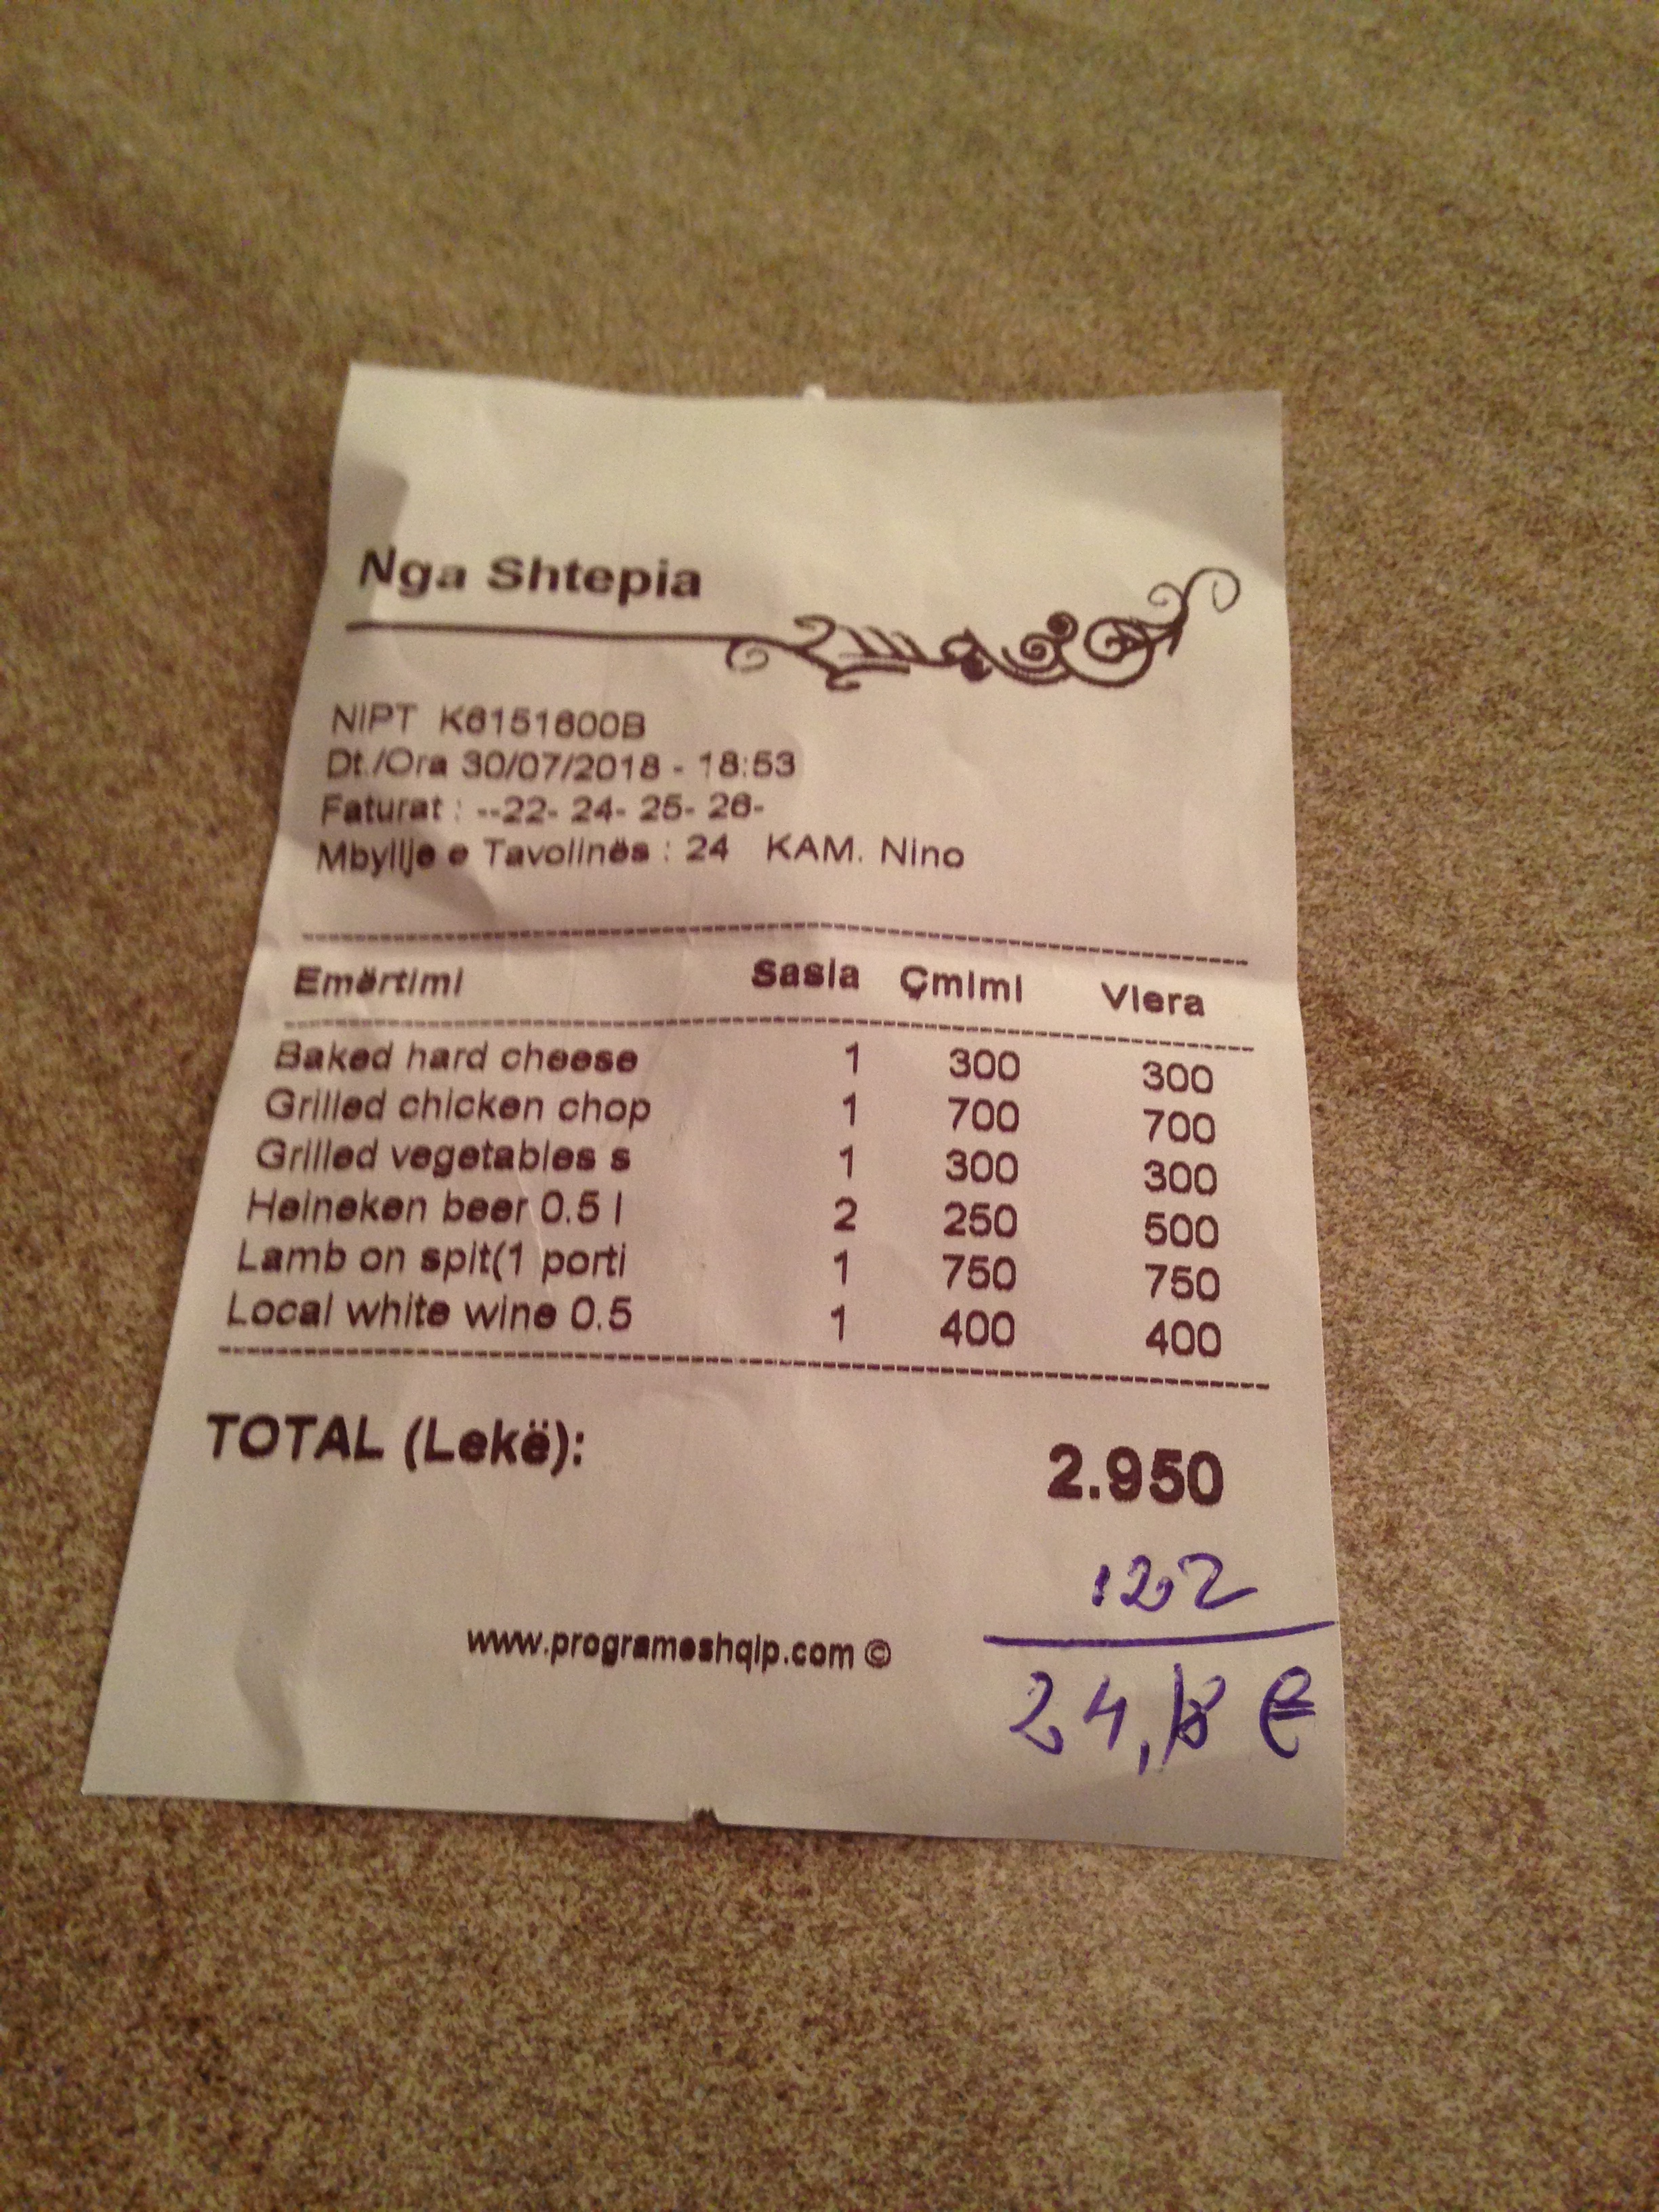 Nga Shtepia
NIPT K6151600B
Dt./Ora 30/07/2018 - 18:53
Faturat : --22- 24- 25- 26-
Mbyllje e Tavolinës : 24 KAM. Nino
Emërtimi Sasia Çmimi Vlera
Baked hard cheese 1 300 300
Grilled chicken chop 1 700 700
Grilled vegetables s 1 300 300
Heineken beer 0.5 l 2 250 500
Lamb on spit(1 porti 1 750 750
Local white wine 0.5 1 400 400
TOTAL (Lekë): 2.950
122
www.programeshqip.com ©
€